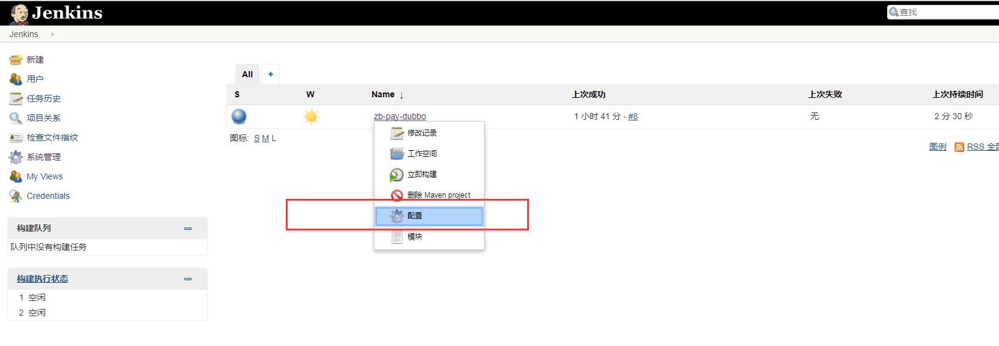 Jenkins
查找
Jenkins
新建
用户
任务历史
项目关系
检查文件指纹
系统管理
My Views
Credentials
构建队列
队列中没有构建任务
构建执行状态
1 空闲
2 空闲
All +
S W Name ↓ 上次成功 上次失败 上次持续时间
zb-pay-dubbo 1 小时 41 分 - #8 无 2 分 30 秒
图标: S M L
修改记录
工作空间
立即构建
删除 Maven project
配置
模块
图例 RSS 全部